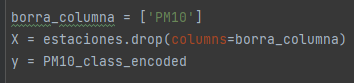 borra_columna = ['PM10']
X = estaciones.drop(columns=borra_columna)
y = PM10_class_encoded